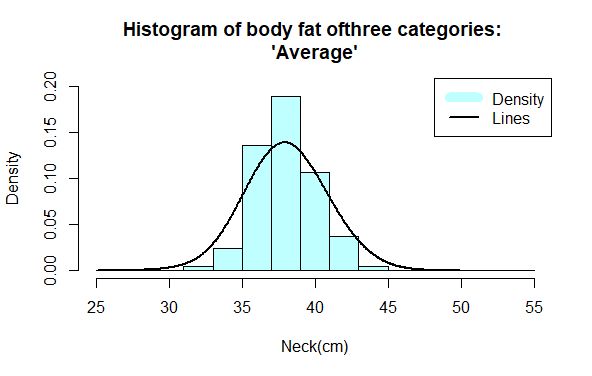 Histogram of body fat ofthree categories:
'Average'
Density
Lines
Density
0.00 0.05 0.10 0.15 0.20
25 30 35 40 45 50 55
Neck(cm)